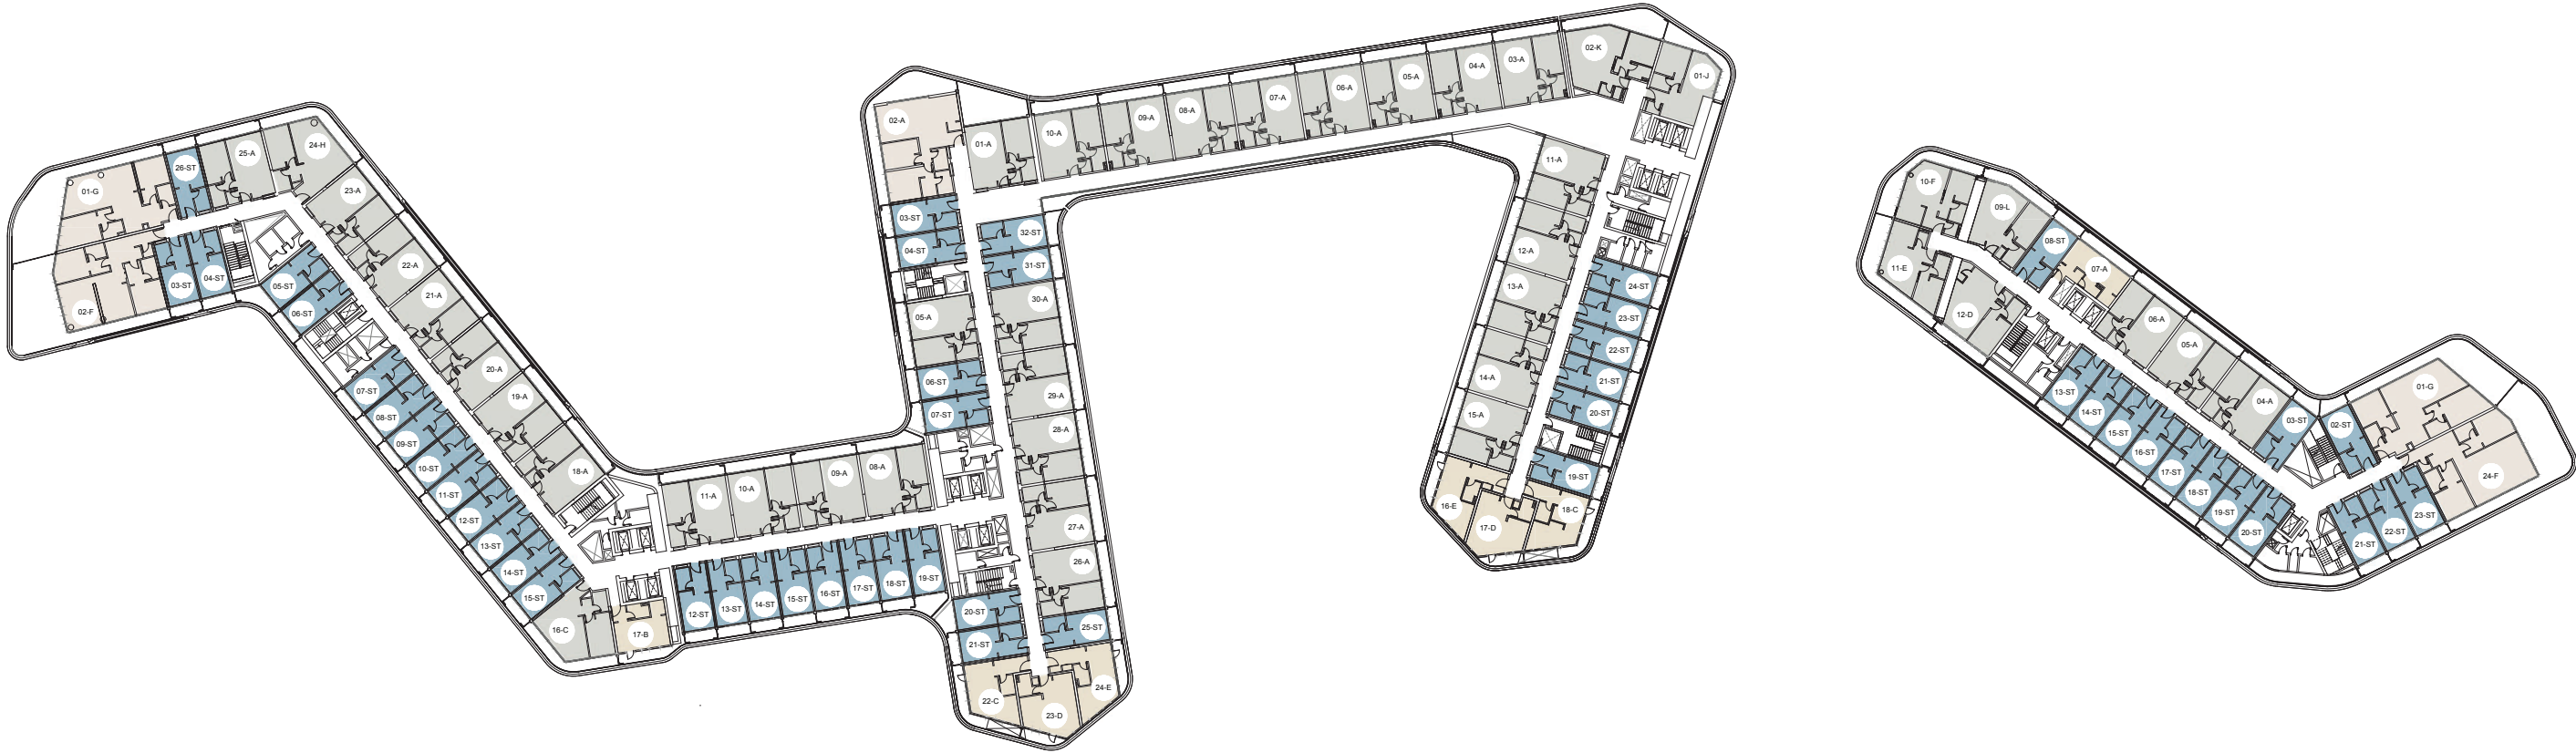 01-G
02-F
03-ST
04-ST
05-ST
06-ST
07-ST
08-ST
09-ST
10-ST
11-ST
12-ST
13-ST
14-ST
15-ST
16-C
17-B
18-A
19-A
20-A
21-A
22-A
23-A
24-H
25-A
26-ST
02-A
01-A
03-ST
04-ST
05-A
06-ST
07-ST
08-A
09-A
10-A
11-A
12-ST
13-ST
14-ST
15-ST
16-ST
17-ST
18-ST
19-ST
20-ST
21-ST
22-C
23-D
24-E
25-ST
26-A
27-A
28-A
29-A
30-A
31-ST
32-ST
10-A
09-A
08-A
07-A
06-A
05-A
04-A
03-A
02-K
01-J
11-A
12-A
13-A
14-A
15-A
16-E
17-D
18-C
19-ST
20-ST
21-ST
22-ST
23-ST
24-ST
10-F
09-L
08-ST
07-A
11-E
12-D
06-A
05-A
04-A
03-ST
02-ST
01-G
13-ST
14-ST
15-ST
16-ST
17-ST
18-ST
19-ST
20-ST
21-ST
22-ST
23-ST
24-F